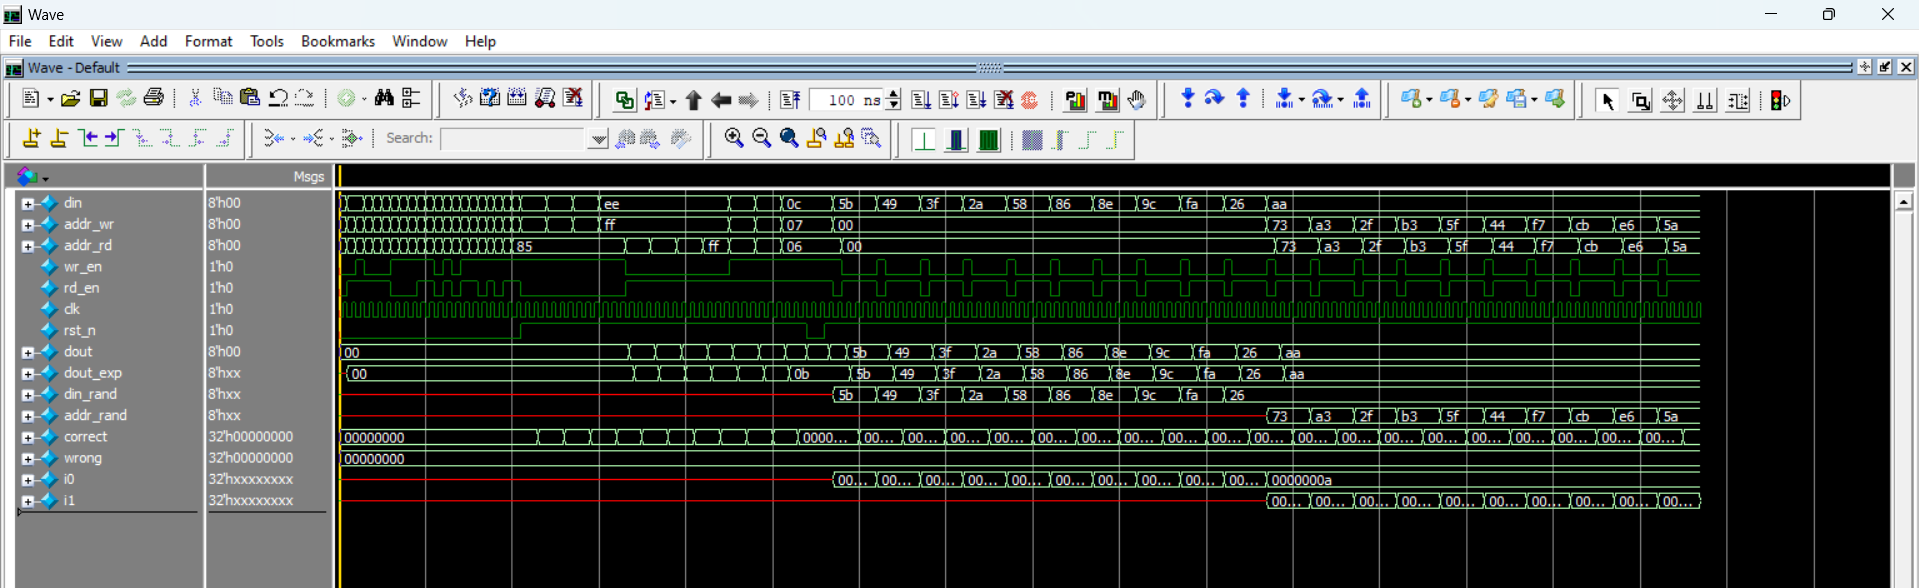 Wave
File Edit View Add Format Tools Bookmarks Window Help
Wave - Default
100 ns
Search:
Msgs
din 8'h00 ee 0c 5b 49 3f 2a 58 86 8e 9c fa 26 aa
addr_wr 8'h00 ff 07 00 73 a3 2f b3 5f 44 f7 cb e6 5a
addr_rd 8'h00 85 ff 06 00 73 a3 2f b3 5f 44 f7 cb e6 5a
wr_en 1'h0
rd_en 1'h0
clk 1'h0
rst_n 1'h0
dout 8'h00 00 5b 49 3f 2a 58 86 8e 9c fa 26 aa
dout_exp 8'hxx 00 0b 5b 49 3f 2a 58 86 8e 9c fa 26 aa
din_rand 8'hxx 5b 49 3f 2a 58 86 8e 9c fa 26
addr_rand 8'hxx 73 a3 2f b3 5f 44 f7 cb e6 5a
correct 32'h00000000 00000000 0000... 00... 00... 00... 00... 00... 00... 00... 00... 00... 00... 00... 00... 00... 00... 00... 00... 00... 00...
wrong 32'h00000000 00000000
i0 32'hxxxxxxxx 00... 00... 00... 00... 00... 00... 00... 00... 00... 00... 0000000a
i1 32'hxxxxxxxx 00... 00... 00... 00... 00... 00... 00... 00... 00... 00...